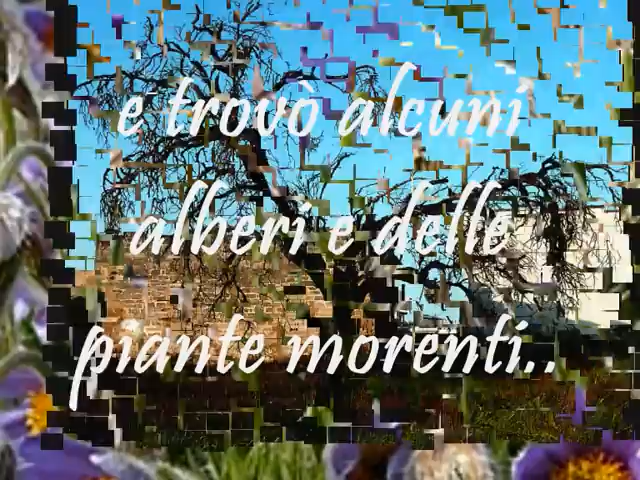 e trovò alcuni
alberi e delle
piante morenti..